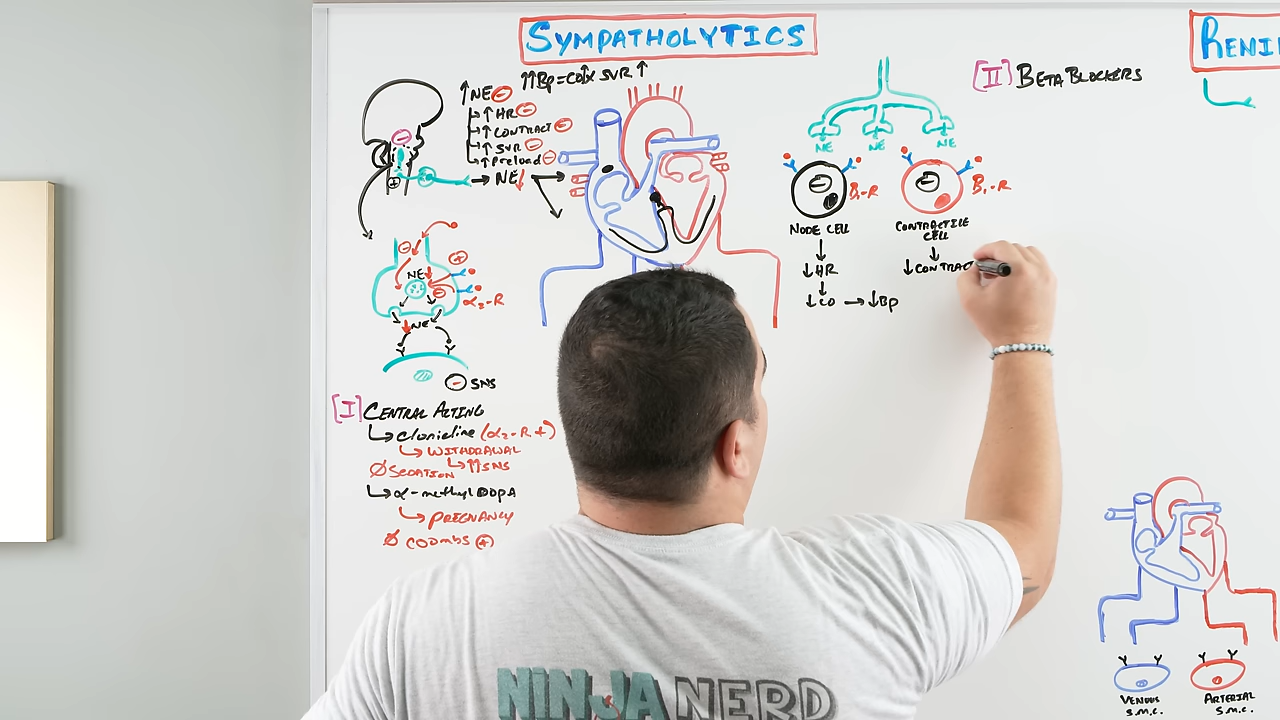 SYMPATHOLYTICS
RENI
↑↑BP=CO↑x SVR ↑
[II] BETA BLOCKERS
↑NE⊖
↑HR⊖
↑CONTRACT⊖
↑SVR⊖
↑Preload⊖
→NE↓
NE NE NE
β₁-R β₁-R
NODE CELL
CONTRACTILE
CELL
↓HR
↓CONTRAC
↓CO → ↓BP
NE
α₂-R
↓NE
⊖ SNS
[I] CENTRAL ACTING
↳ Clonidine (α₂-R +)
↳ WITHDRAWAL
Ø SEDATION ↳↑↑SNS
↳ α-methyl DOPA
↳ PREGNANCY
Ø COOMBS (+)
VENOUS
S.M.C.
ARTERIAL
S.M.C.
NINJA NERD